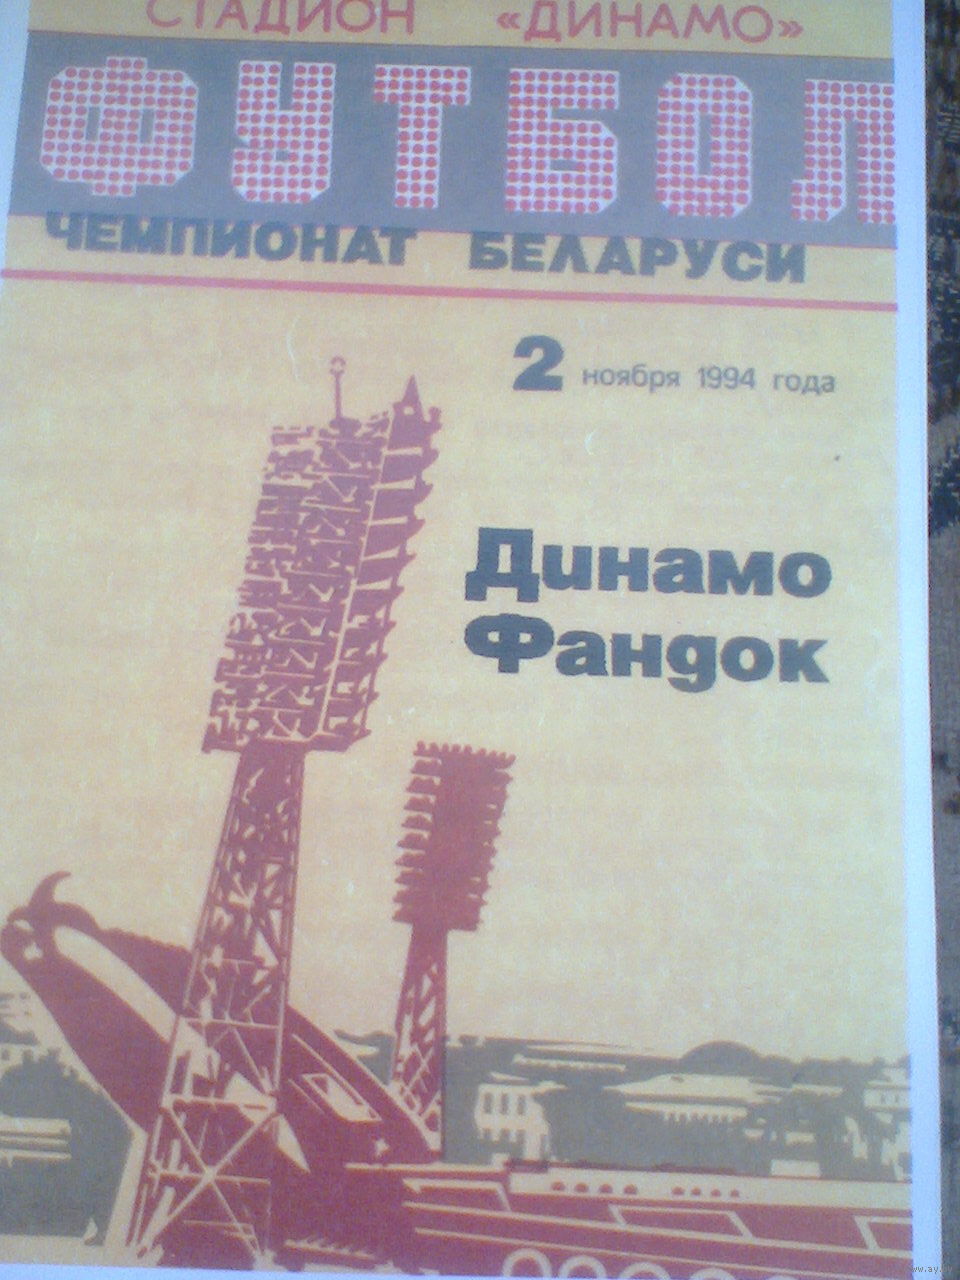 СТАДИОН «ДИНАМО»
ФУТБОЛ
ЧЕМПИОНАТ БЕЛАРУСИ
2 ноября 1994 года
Динамо
Фандок